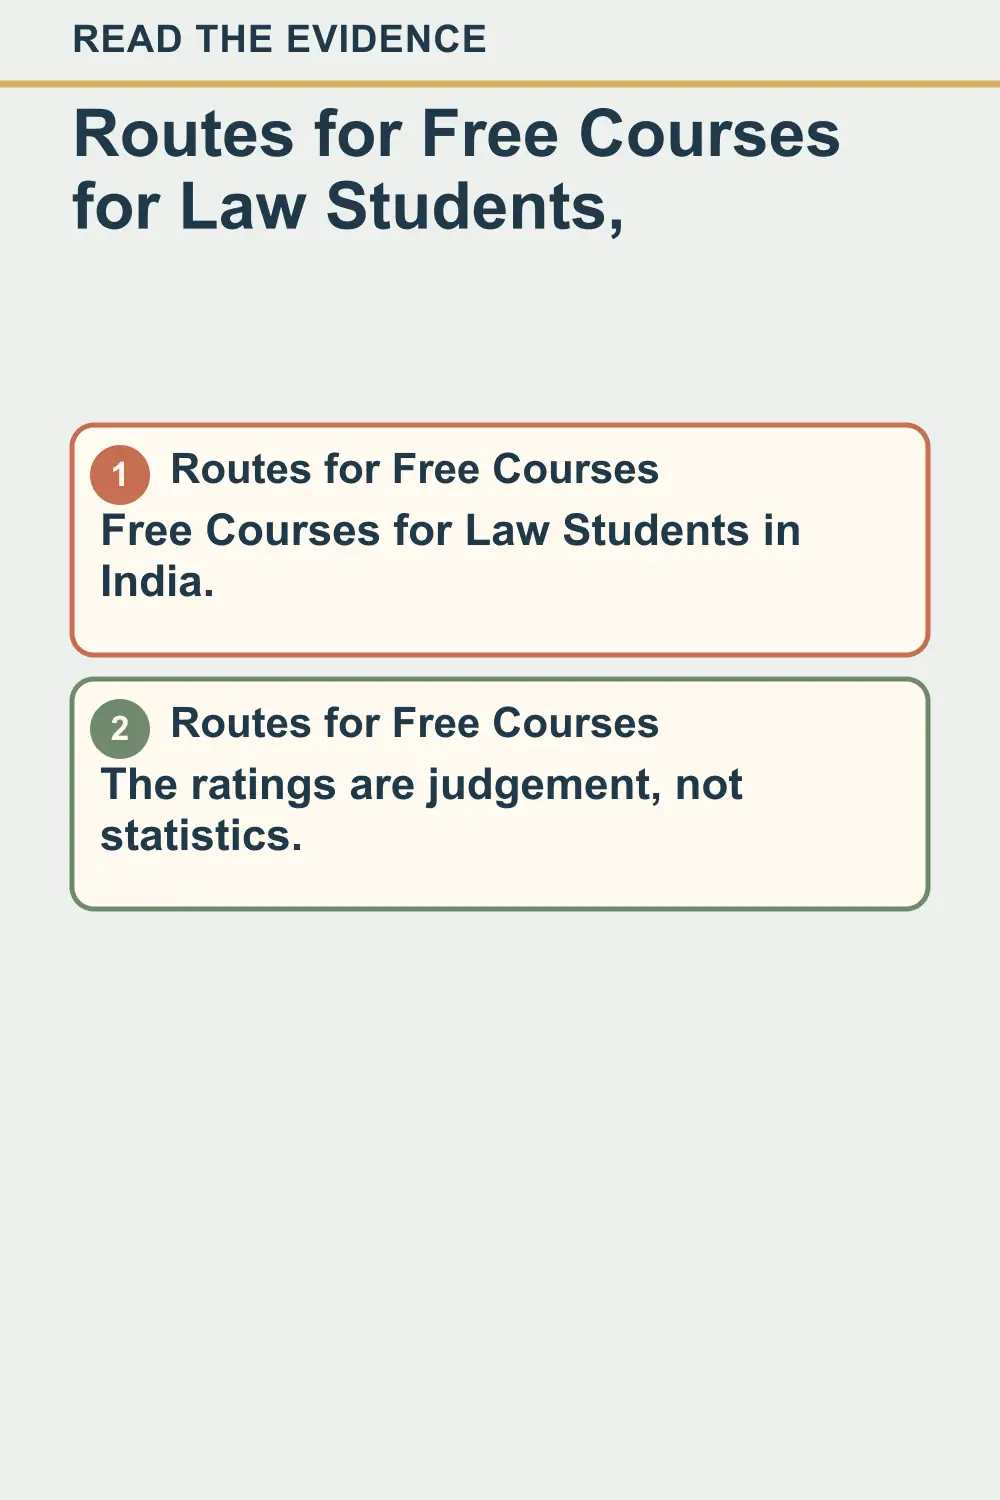 READ THE EVIDENCE
Routes for Free Courses
for Law Students,
1 Routes for Free Courses
Free Courses for Law Students in
India.
2 Routes for Free Courses
The ratings are judgement, not
statistics.